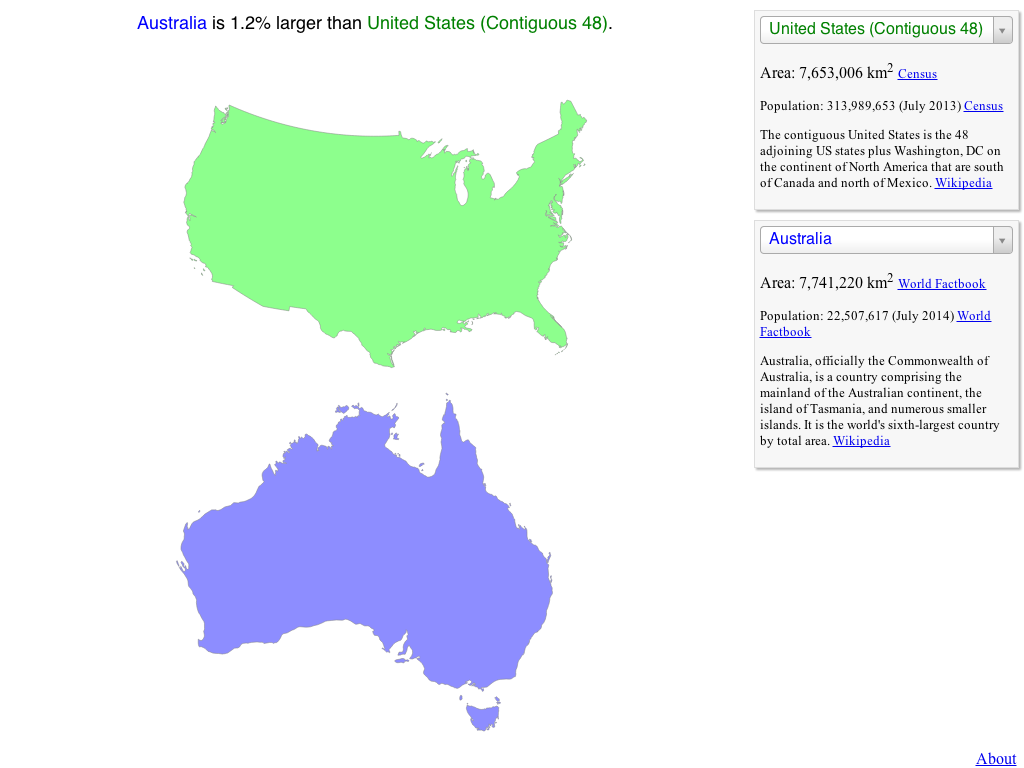 Australia is 1.2% larger than United States (Contiguous 48).
United States (Contiguous 48)
Area: 7,653,006 km2 Census
Population: 313,989,653 (July 2013) Census
The contiguous United States is the 48
adjoining US states plus Washington, DC on
the continent of North America that are south
of Canada and north of Mexico. Wikipedia
Australia
Area: 7,741,220 km2 World Factbook
Population: 22,507,617 (July 2014) World
Factbook
Australia, officially the Commonwealth of
Australia, is a country comprising the
mainland of the Australian continent, the
island of Tasmania, and numerous smaller
islands. It is the world's sixth-largest country
by total area. Wikipedia
About